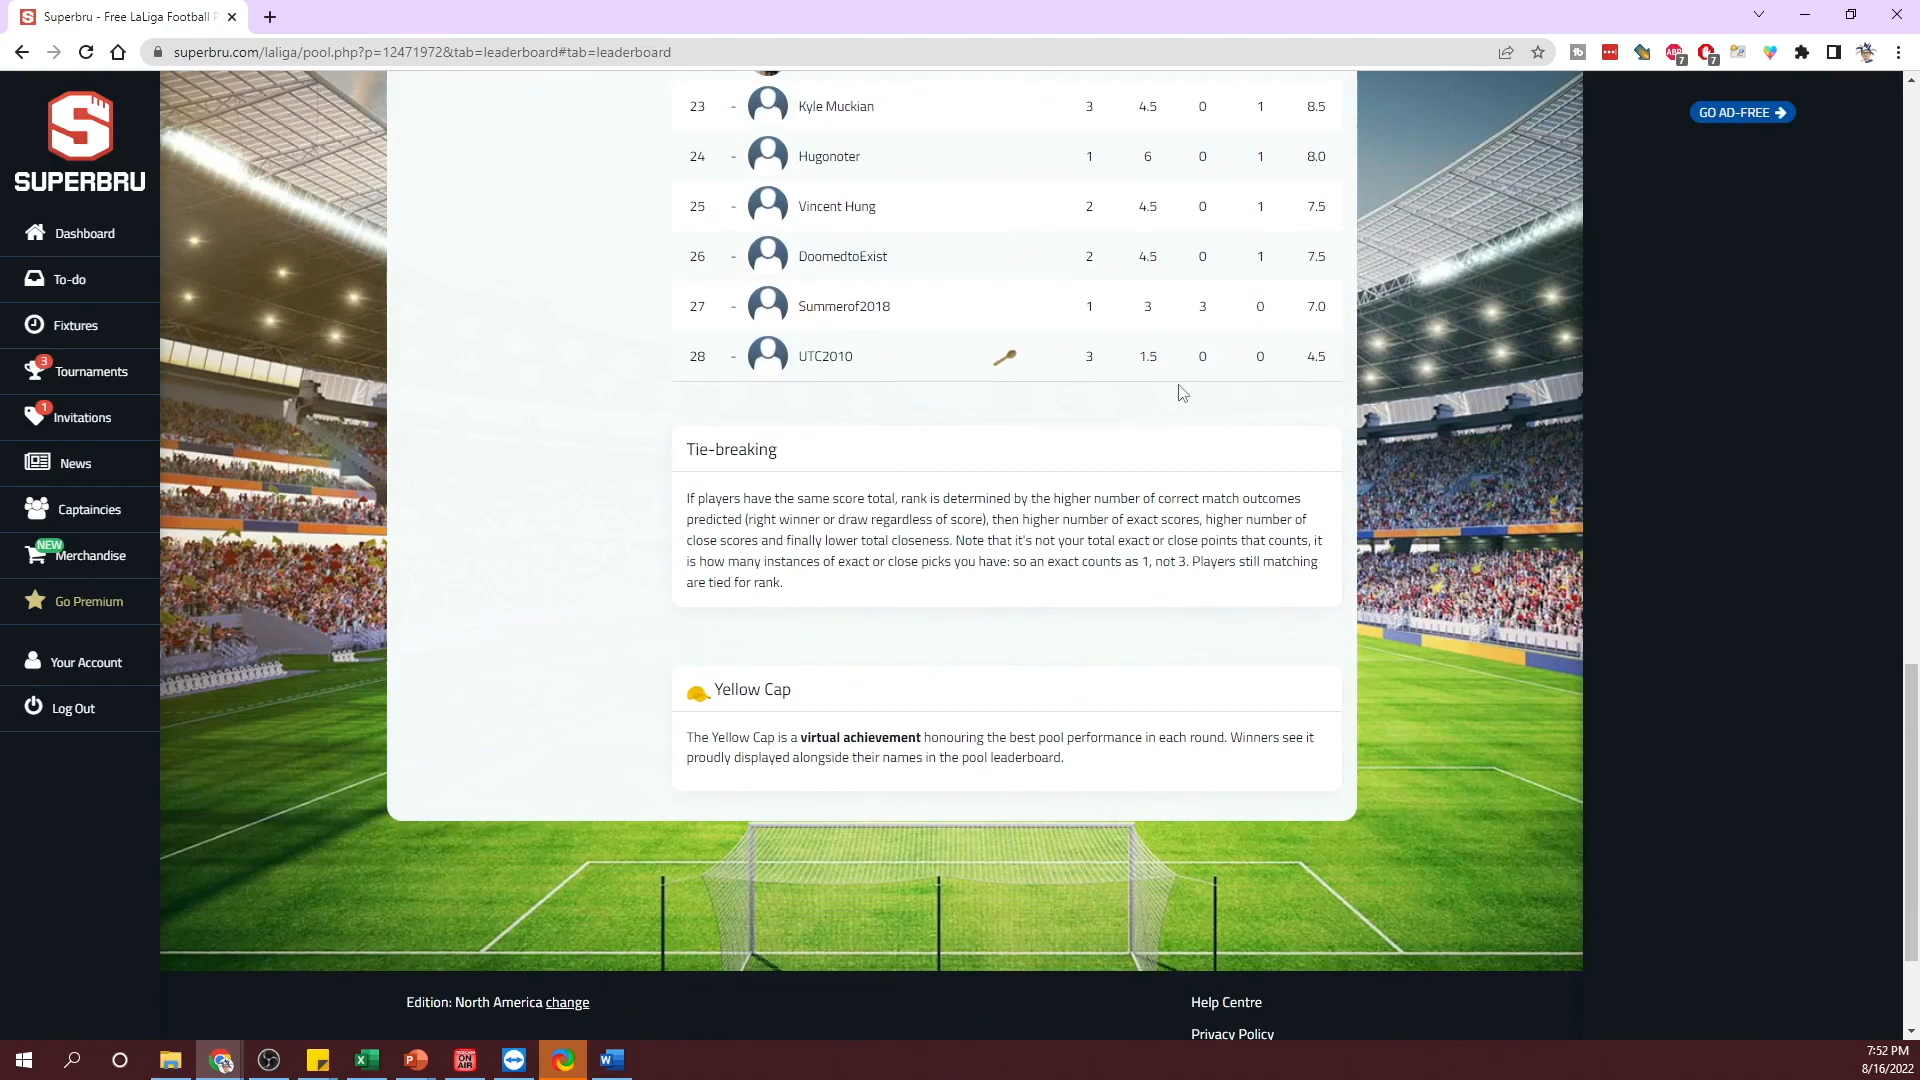 Superbru - Free LaLiga Football P
superbru.com/laliga/pool.php?p=12471972&tab=leaderboard#tab=leaderboard
7
7
SUPERBRU
GO AD-FREE
Dashboard
To-do
Fixtures
3
Tournaments
1
Invitations
News
Captaincies
NEW
Merchandise
Go Premium
Your Account
Log Out
23 - Kyle Muckian 3 4.5 0 1 8.5
24 - Hugonoter 1 6 0 1 8.0
25 - Vincent Hung 2 4.5 0 1 7.5
26 - DoomedtoExist 2 4.5 0 1 7.5
27 - Summerof2018 1 3 3 0 7.0
28 - UTC2010 3 1.5 0 0 4.5
Tie-breaking
If players have the same score total, rank is determined by the higher number of correct match outcomes
predicted (right winner or draw regardless of score), then higher number of exact scores, higher number of
close scores and finally lower total closeness. Note that it's not your total exact or close points that counts, it
is how many instances of exact or close picks you have: so an exact counts as 1, not 3. Players still matching
are tied for rank.
Yellow Cap
The Yellow Cap is a virtual achievement honouring the best pool performance in each round. Winners see it
proudly displayed alongside their names in the pool leaderboard.
Edition: North America change
Help Centre
Privacy Policy
ON
AIR
7:52 PM
8/16/2022